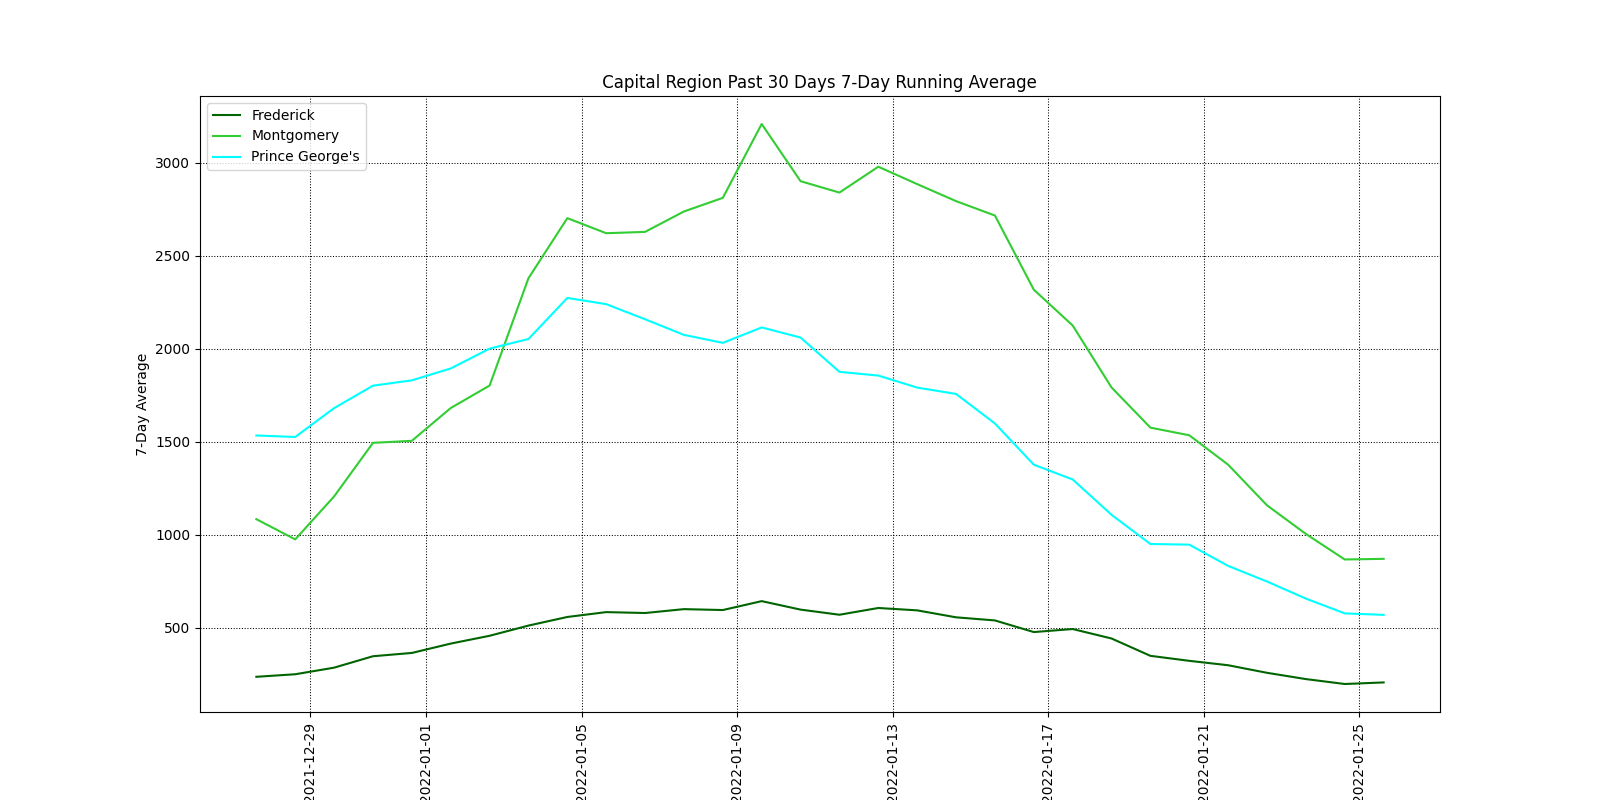 Capital Region Past 30 Days 7-Day Running Average
Frederick
Montgomery
Prince George's
3000
2500
2000
1500
1000
500
7-Day Average
2021-12-29
2022-01-01
2022-01-05
2022-01-09
2022-01-13
2022-01-17
2022-01-21
2022-01-25